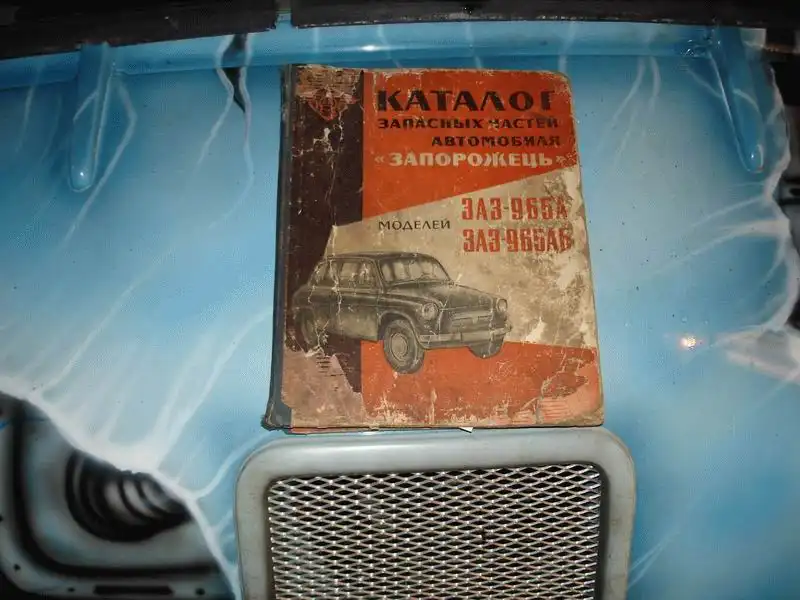 КАТАЛОГ
ЗАПАСНЫХ ЧАСТЕЙ
АВТОМОБИЛЯ
«ЗАПОРОЖЕЦЬ»
МОДЕЛЕЙ ЗАЗ-965А
ЗАЗ-965АБ